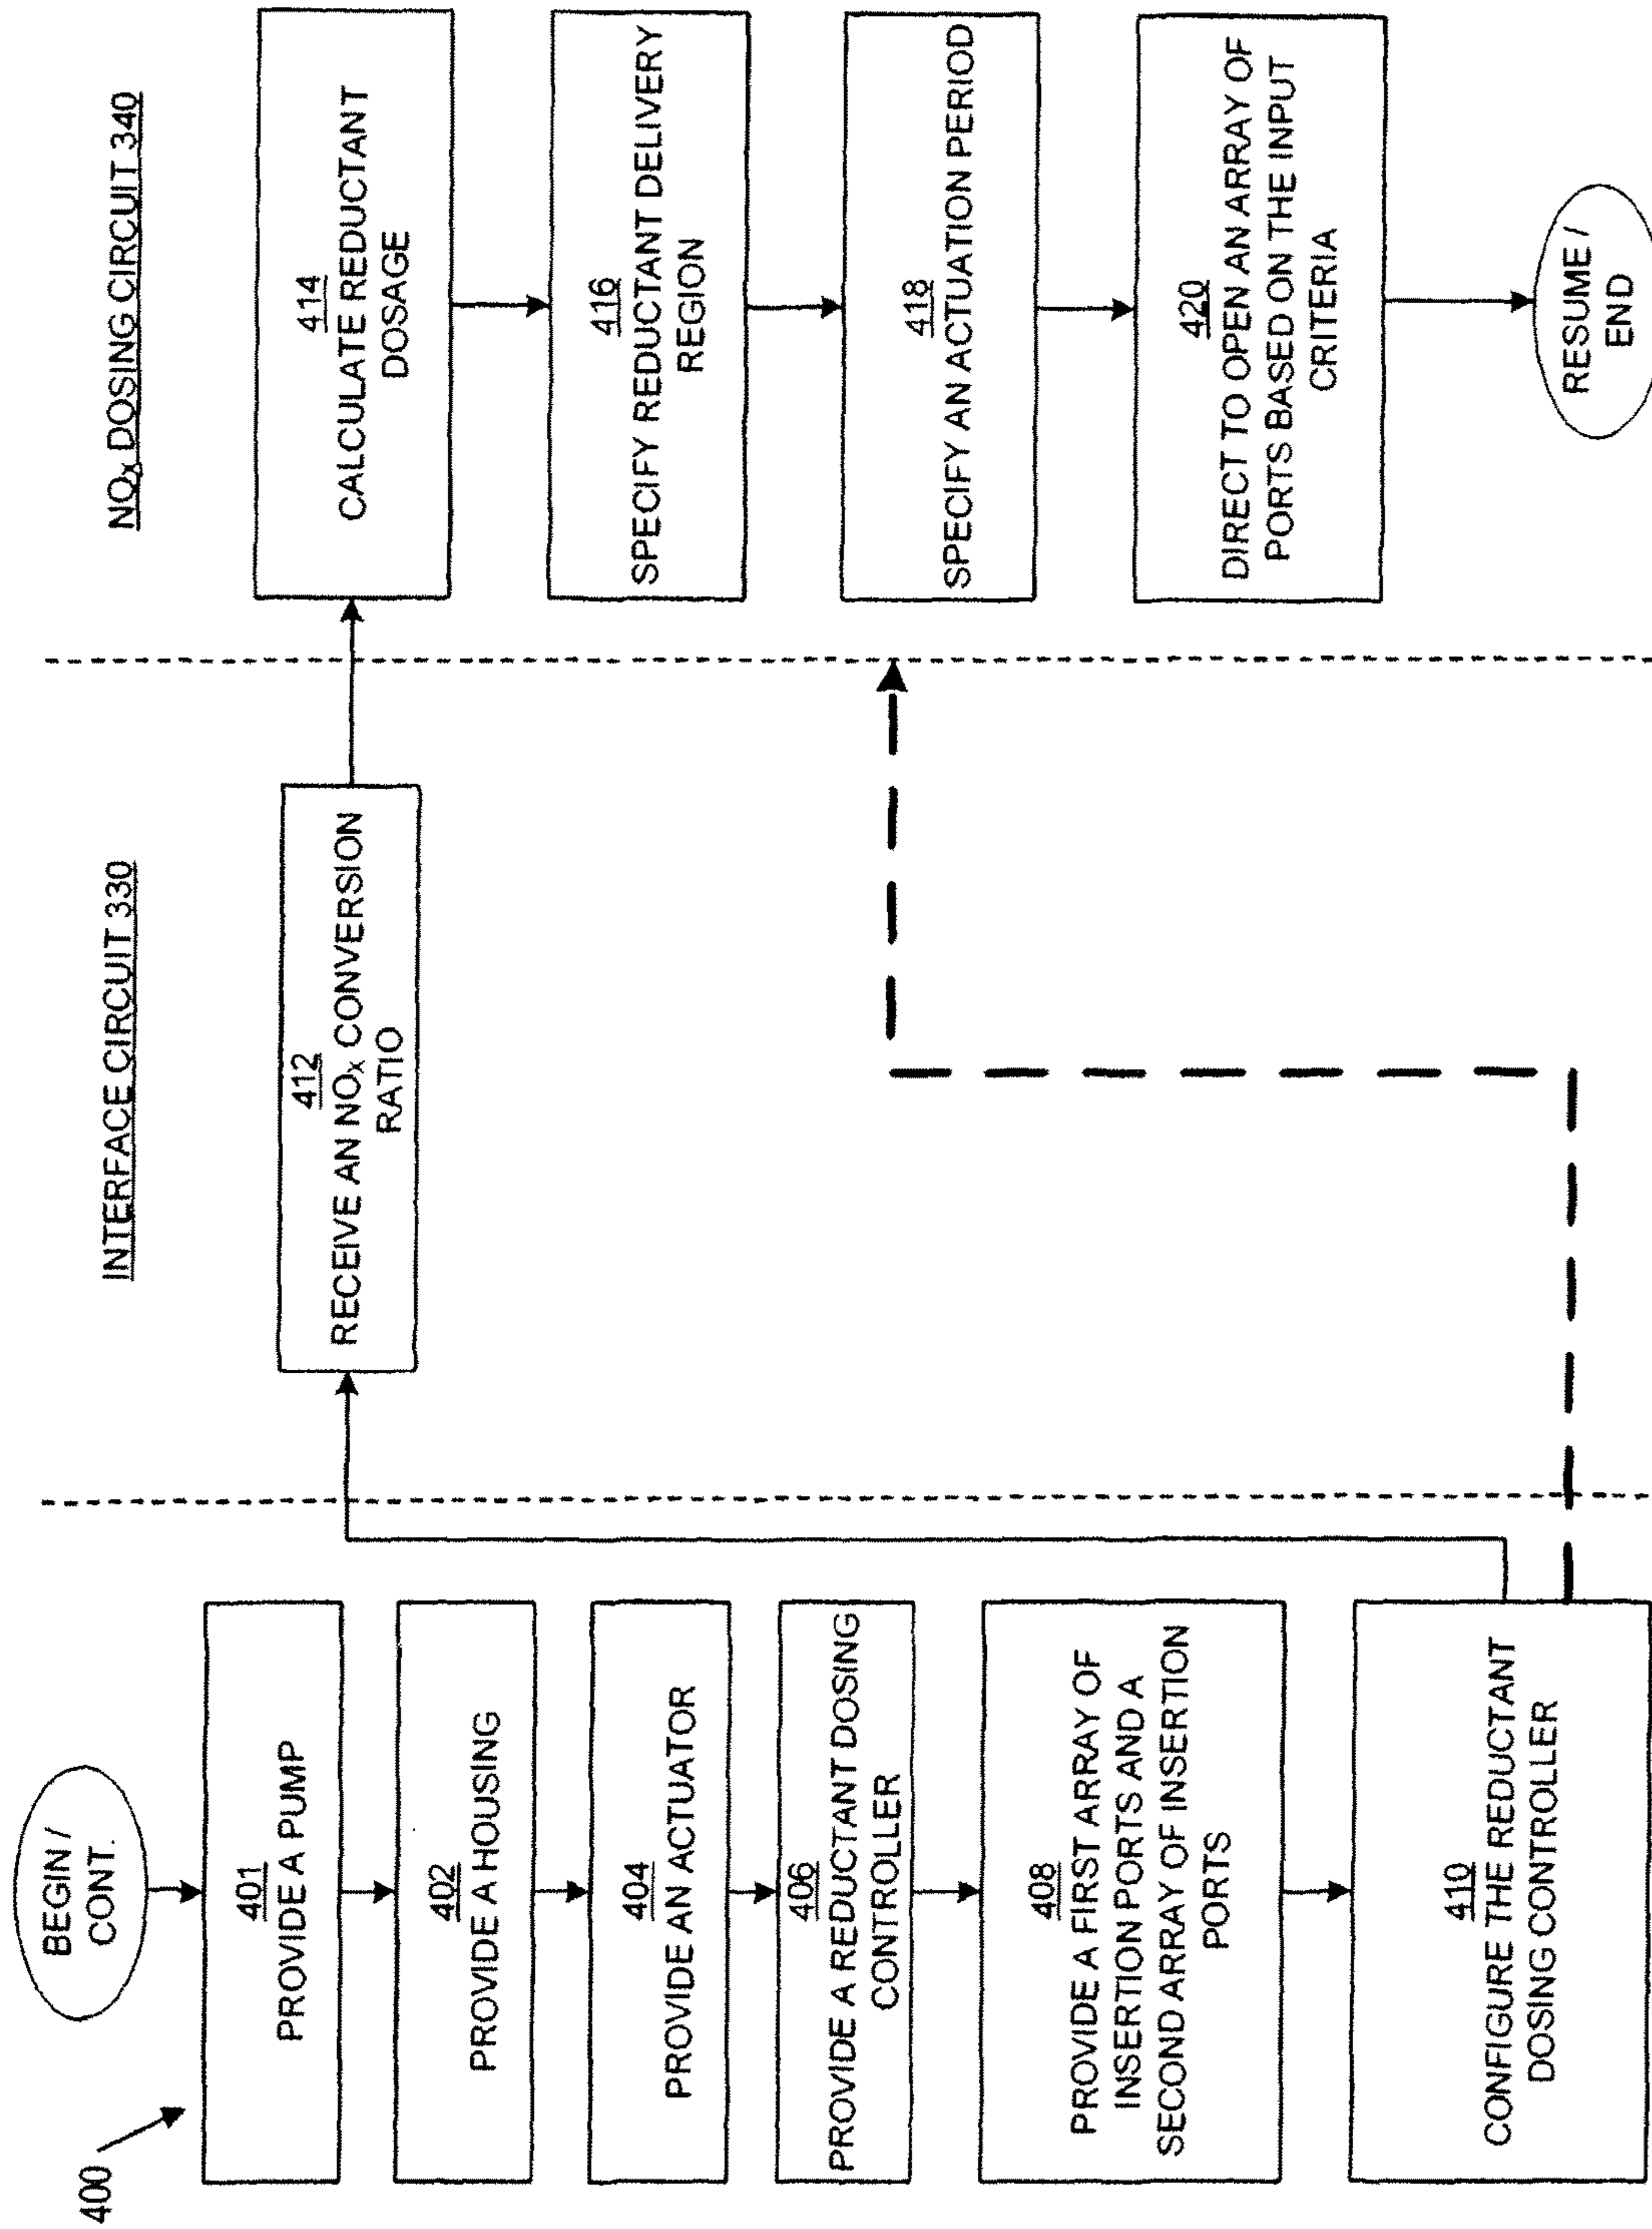 400
BEGIN /
CONT.
401
PROVIDE A PUMP
402
PROVIDE A HOUSING
404
PROVIDE AN ACTUATOR
406
PROVIDE A REDUCTANT DOSING
CONTROLLER
408
PROVIDE A FIRST ARRAY OF
INSERTION PORTS AND A
SECOND ARRAY OF INSERTION
PORTS
410
CONFIGURE THE REDUCTANT
DOSING CONTROLLER
INTERFACE CIRCUIT 330
412
RECEIVE AN NOₓ CONVERSION
RATIO
NOₓ DOSING CIRCUIT 340
414
CALCULATE REDUCTANT
DOSAGE
416
SPECIFY REDUCTANT DELIVERY
REGION
418
SPECIFY AN ACTUATION PERIOD
420
DIRECT TO OPEN AN ARRAY OF
PORTS BASED ON THE INPUT
CRITERIA
RESUME /
END